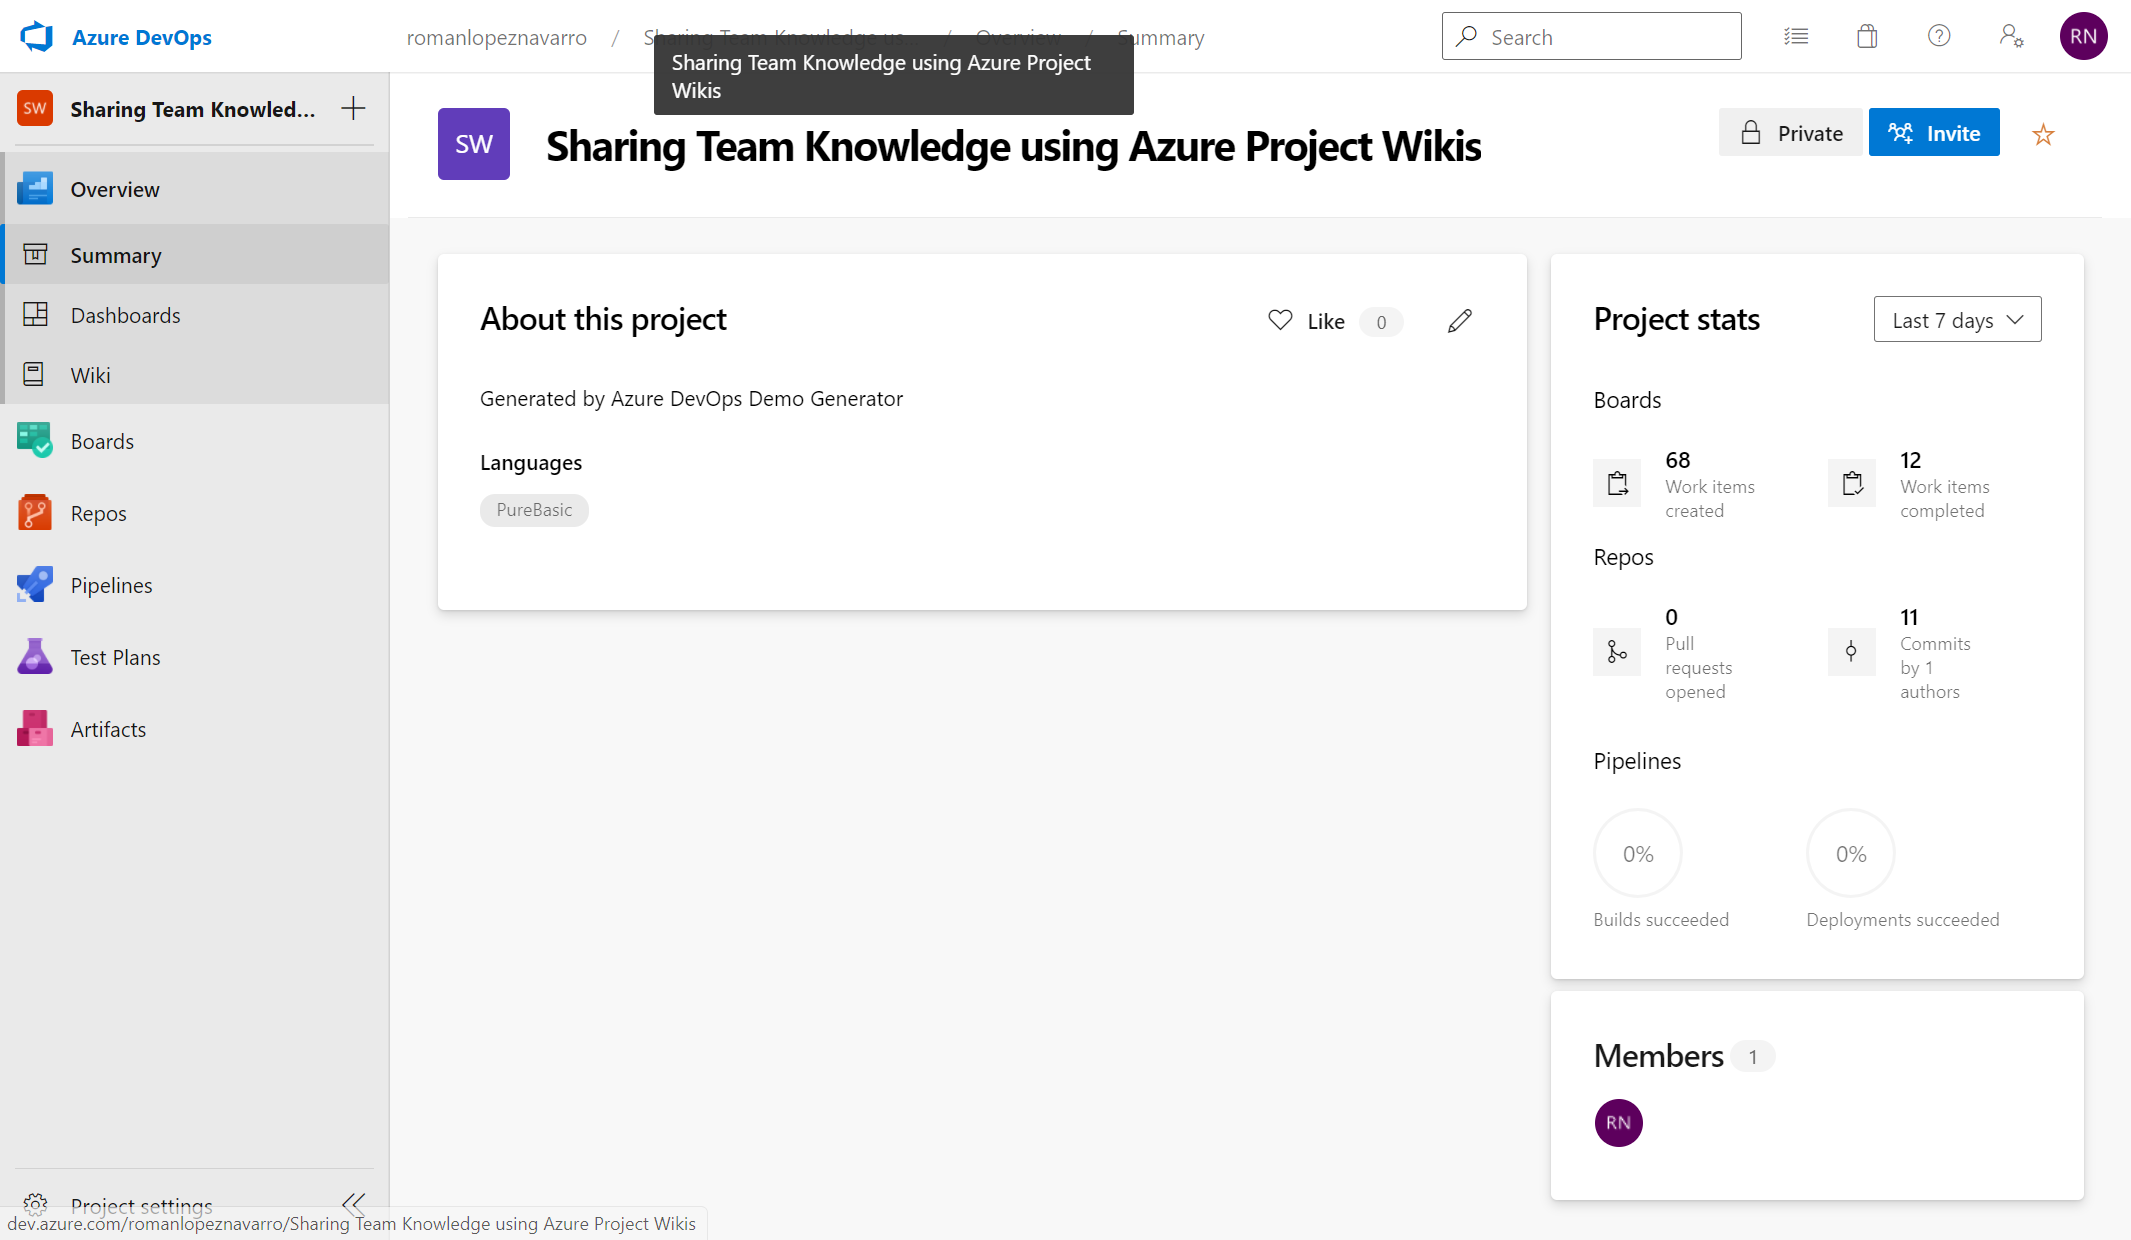 Azure DevOps
romanlopeznavarro / Sharing Team Knowledge us... / Overview / Summary
Search
RN
Sharing Team Knowledge using Azure Project
Wikis
SW
Sharing Team Knowled...
SW
Sharing Team Knowledge using Azure Project Wikis
Private
Invite
Overview
Summary
Dashboards
Wiki
Boards
Repos
Pipelines
Test Plans
Artifacts
Project settings
dev.azure.com/romanlopeznavarro/Sharing Team Knowledge using Azure Project Wikis
About this project
Like 0
Generated by Azure DevOps Demo Generator
Languages
PureBasic
Project stats
Last 7 days
Boards
68
Work items
created
12
Work items
completed
Repos
0
Pull
requests
opened
11
Commits
by 1
authors
Pipelines
0%
Builds succeeded
0%
Deployments succeeded
Members 1
RN